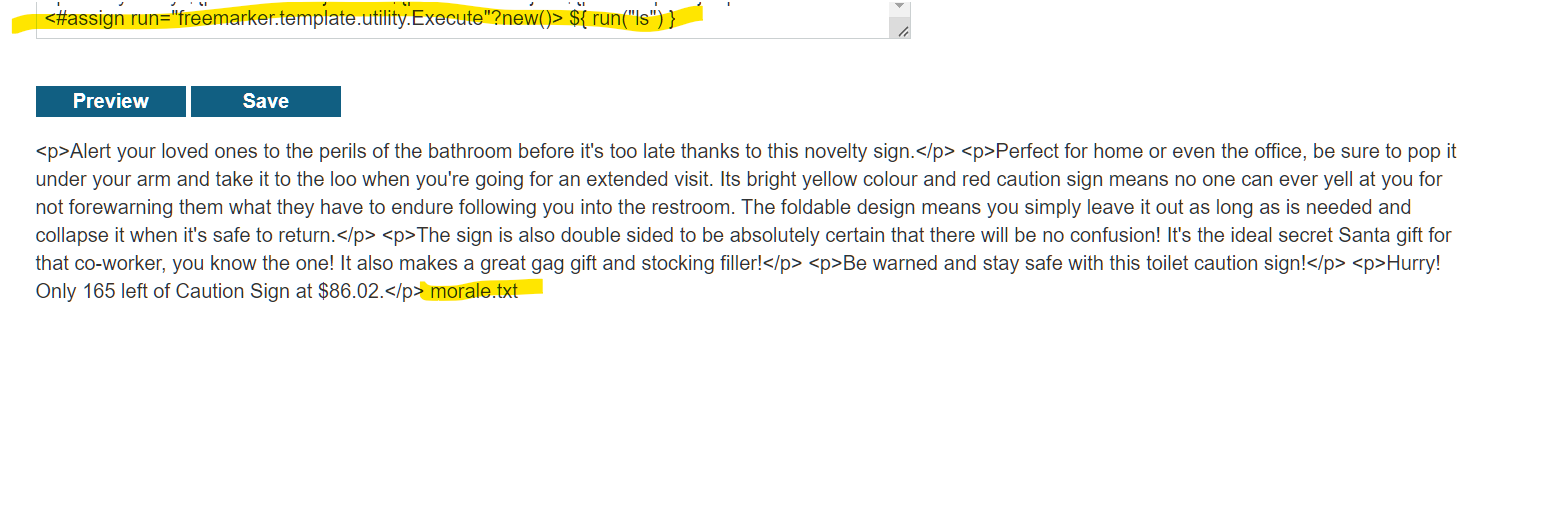 <#assign run="freemarker.template.utility.Execute"?new()> ${ run("ls") }
Preview Save
<p>Alert your loved ones to the perils of the bathroom before it's too late thanks to this novelty sign.</p> <p>Perfect for home or even the office, be sure to pop it
under your arm and take it to the loo when you're going for an extended visit. Its bright yellow colour and red caution sign means no one can ever yell at you for
not forewarning them what they have to endure following you into the restroom. The foldable design means you simply leave it out as long as is needed and
collapse it when it's safe to return.</p> <p>The sign is also double sided to be absolutely certain that there will be no confusion! It's the ideal secret Santa gift for
that co-worker, you know the one! It also makes a great gag gift and stocking filler!</p> <p>Be warned and stay safe with this toilet caution sign!</p> <p>Hurry!
Only 165 left of Caution Sign at $86.02.</p> morale.txt